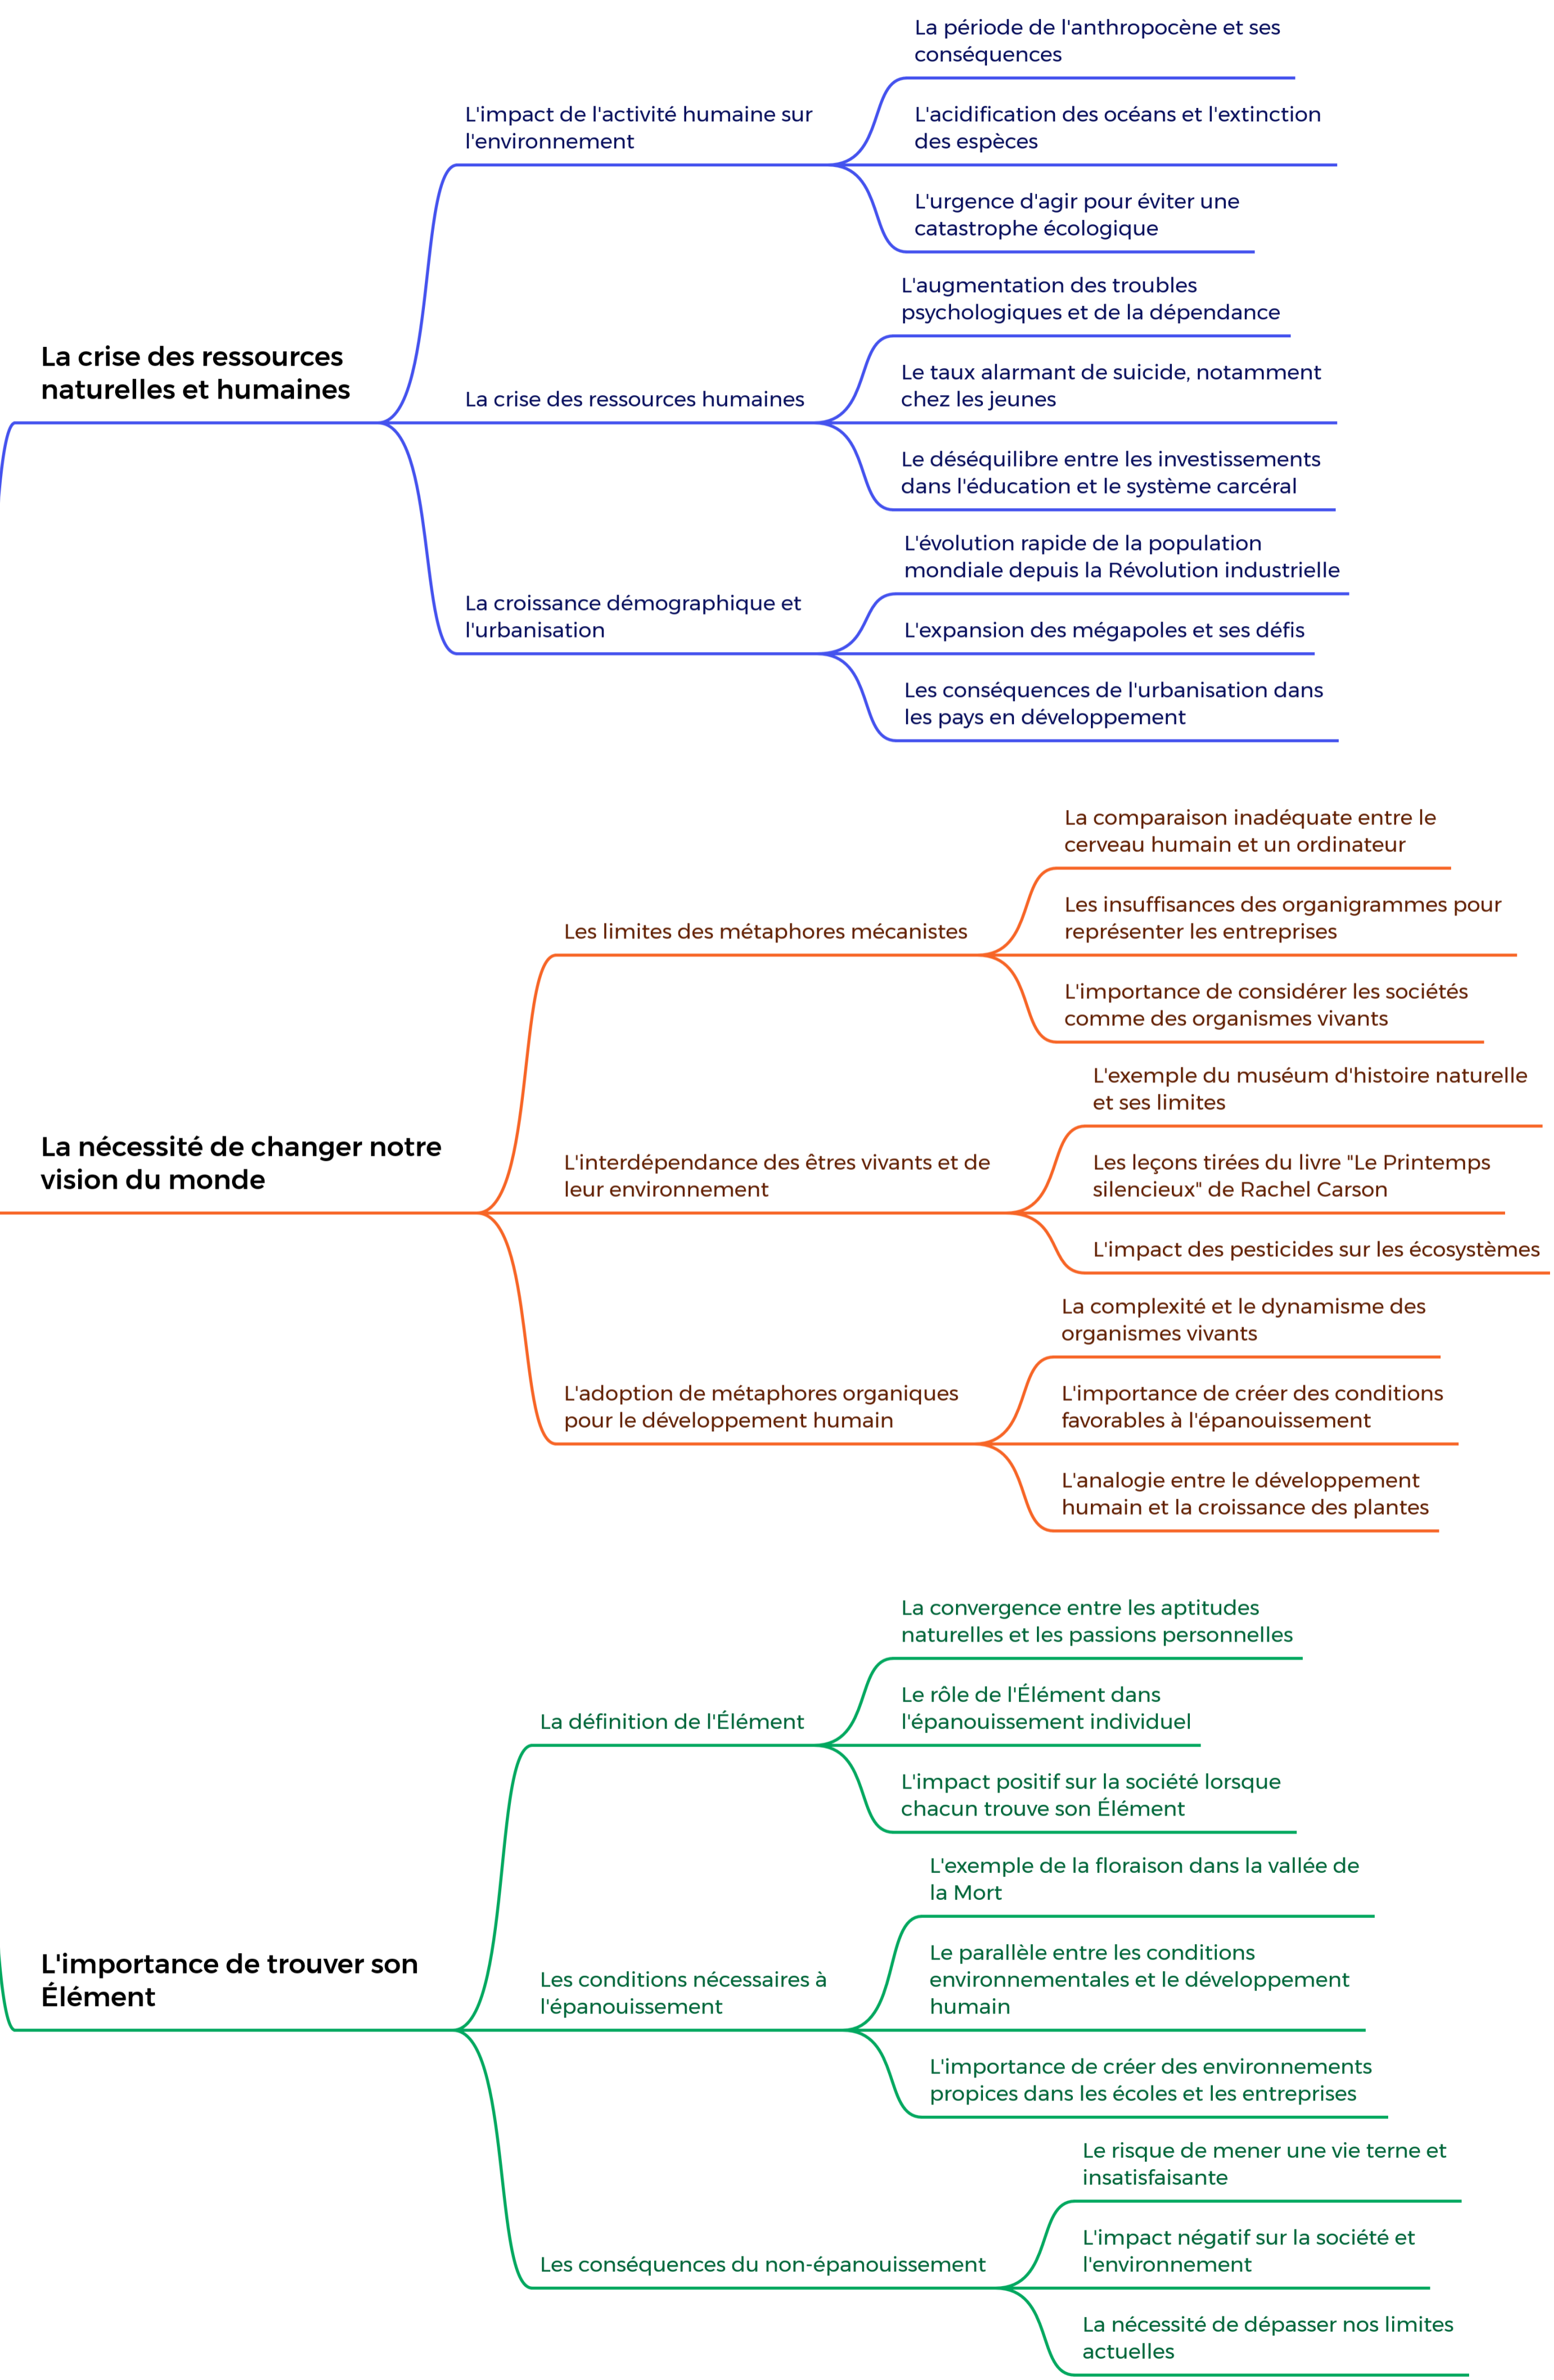 La crise des ressources
naturelles et humaines
L'impact de l'activité humaine sur
l'environnement
La période de l'anthropocène et ses
conséquences
L'acidification des océans et l'extinction
des espèces
L'urgence d'agir pour éviter une
catastrophe écologique
La crise des ressources humaines
L'augmentation des troubles
psychologiques et de la dépendance
Le taux alarmant de suicide, notamment
chez les jeunes
Le déséquilibre entre les investissements
dans l'éducation et le système carcéral
La croissance démographique et
l'urbanisation
L'évolution rapide de la population
mondiale depuis la Révolution industrielle
L'expansion des mégapoles et ses défis
Les conséquences de l'urbanisation dans
les pays en développement
La nécessité de changer notre
vision du monde
Les limites des métaphores mécanistes
La comparaison inadéquate entre le
cerveau humain et un ordinateur
Les insuffisances des organigrammes pour
représenter les entreprises
L'importance de considérer les sociétés
comme des organismes vivants
L'interdépendance des êtres vivants et de
leur environnement
L'exemple du muséum d'histoire naturelle
et ses limites
Les leçons tirées du livre "Le Printemps
silencieux" de Rachel Carson
L'impact des pesticides sur les écosystèmes
L'adoption de métaphores organiques
pour le développement humain
La complexité et le dynamisme des
organismes vivants
L'importance de créer des conditions
favorables à l'épanouissement
L'analogie entre le développement
humain et la croissance des plantes
L'importance de trouver son
Élément
La définition de l'Élément
La convergence entre les aptitudes
naturelles et les passions personnelles
Le rôle de l'Élément dans
l'épanouissement individuel
L'impact positif sur la société lorsque
chacun trouve son Élément
Les conditions nécessaires à
l'épanouissement
L'exemple de la floraison dans la vallée de
la Mort
Le parallèle entre les conditions
environnementales et le développement
humain
L'importance de créer des environnements
propices dans les écoles et les entreprises
Les conséquences du non-épanouissement
Le risque de mener une vie terne et
insatisfaisante
L'impact négatif sur la société et
l'environnement
La nécessité de dépasser nos limites
actuelles